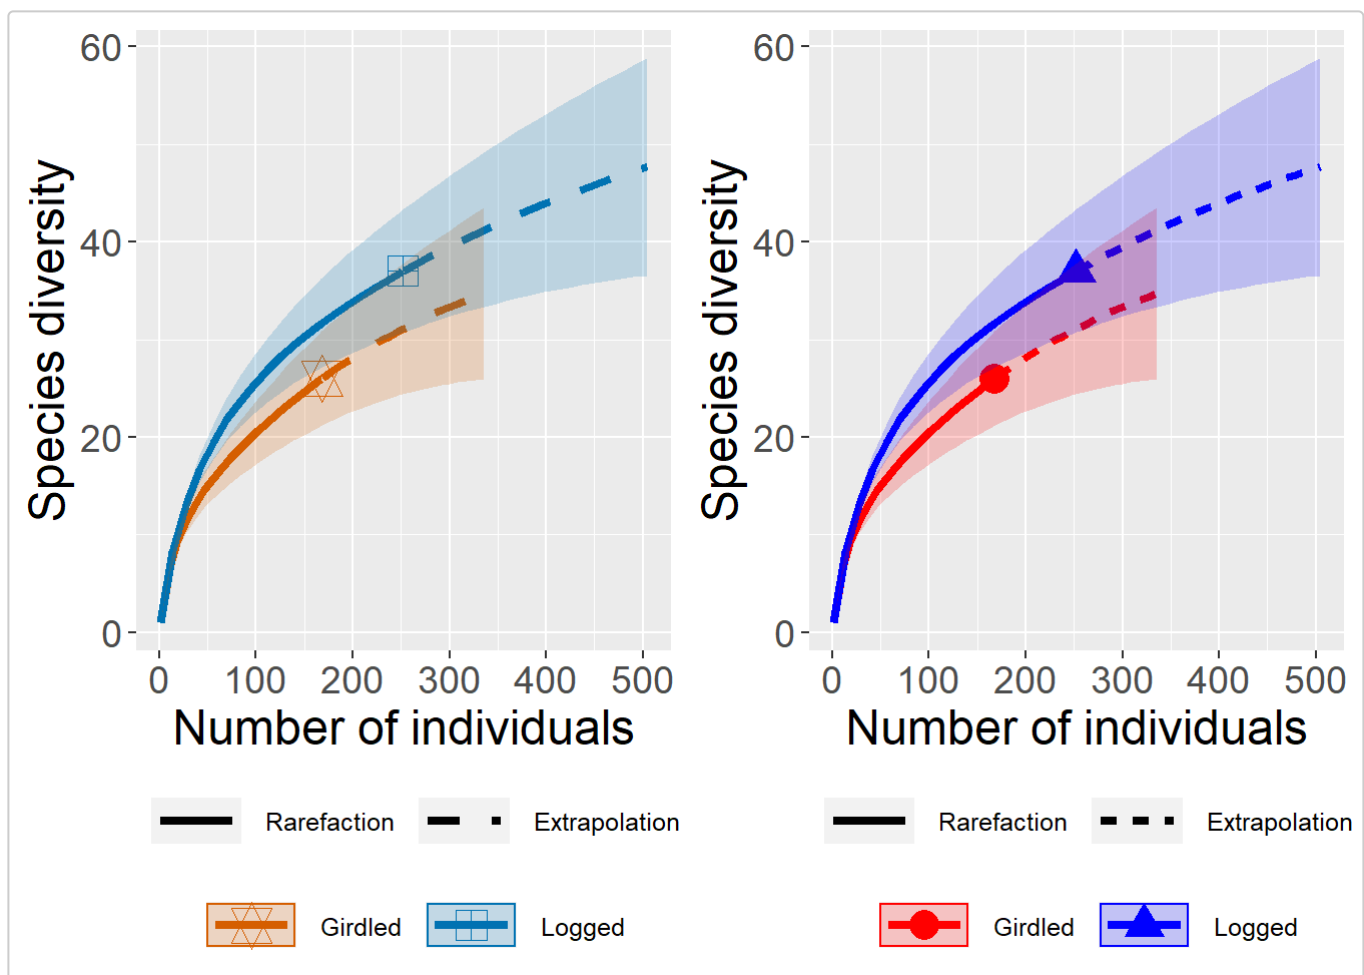 60
40
20
0
Species diversity
0 100 200 300 400 500
Number of individuals
Rarefaction Extrapolation
Girdled Logged
60
40
20
0
Species diversity
0 100 200 300 400 500
Number of individuals
Rarefaction Extrapolation
Girdled Logged